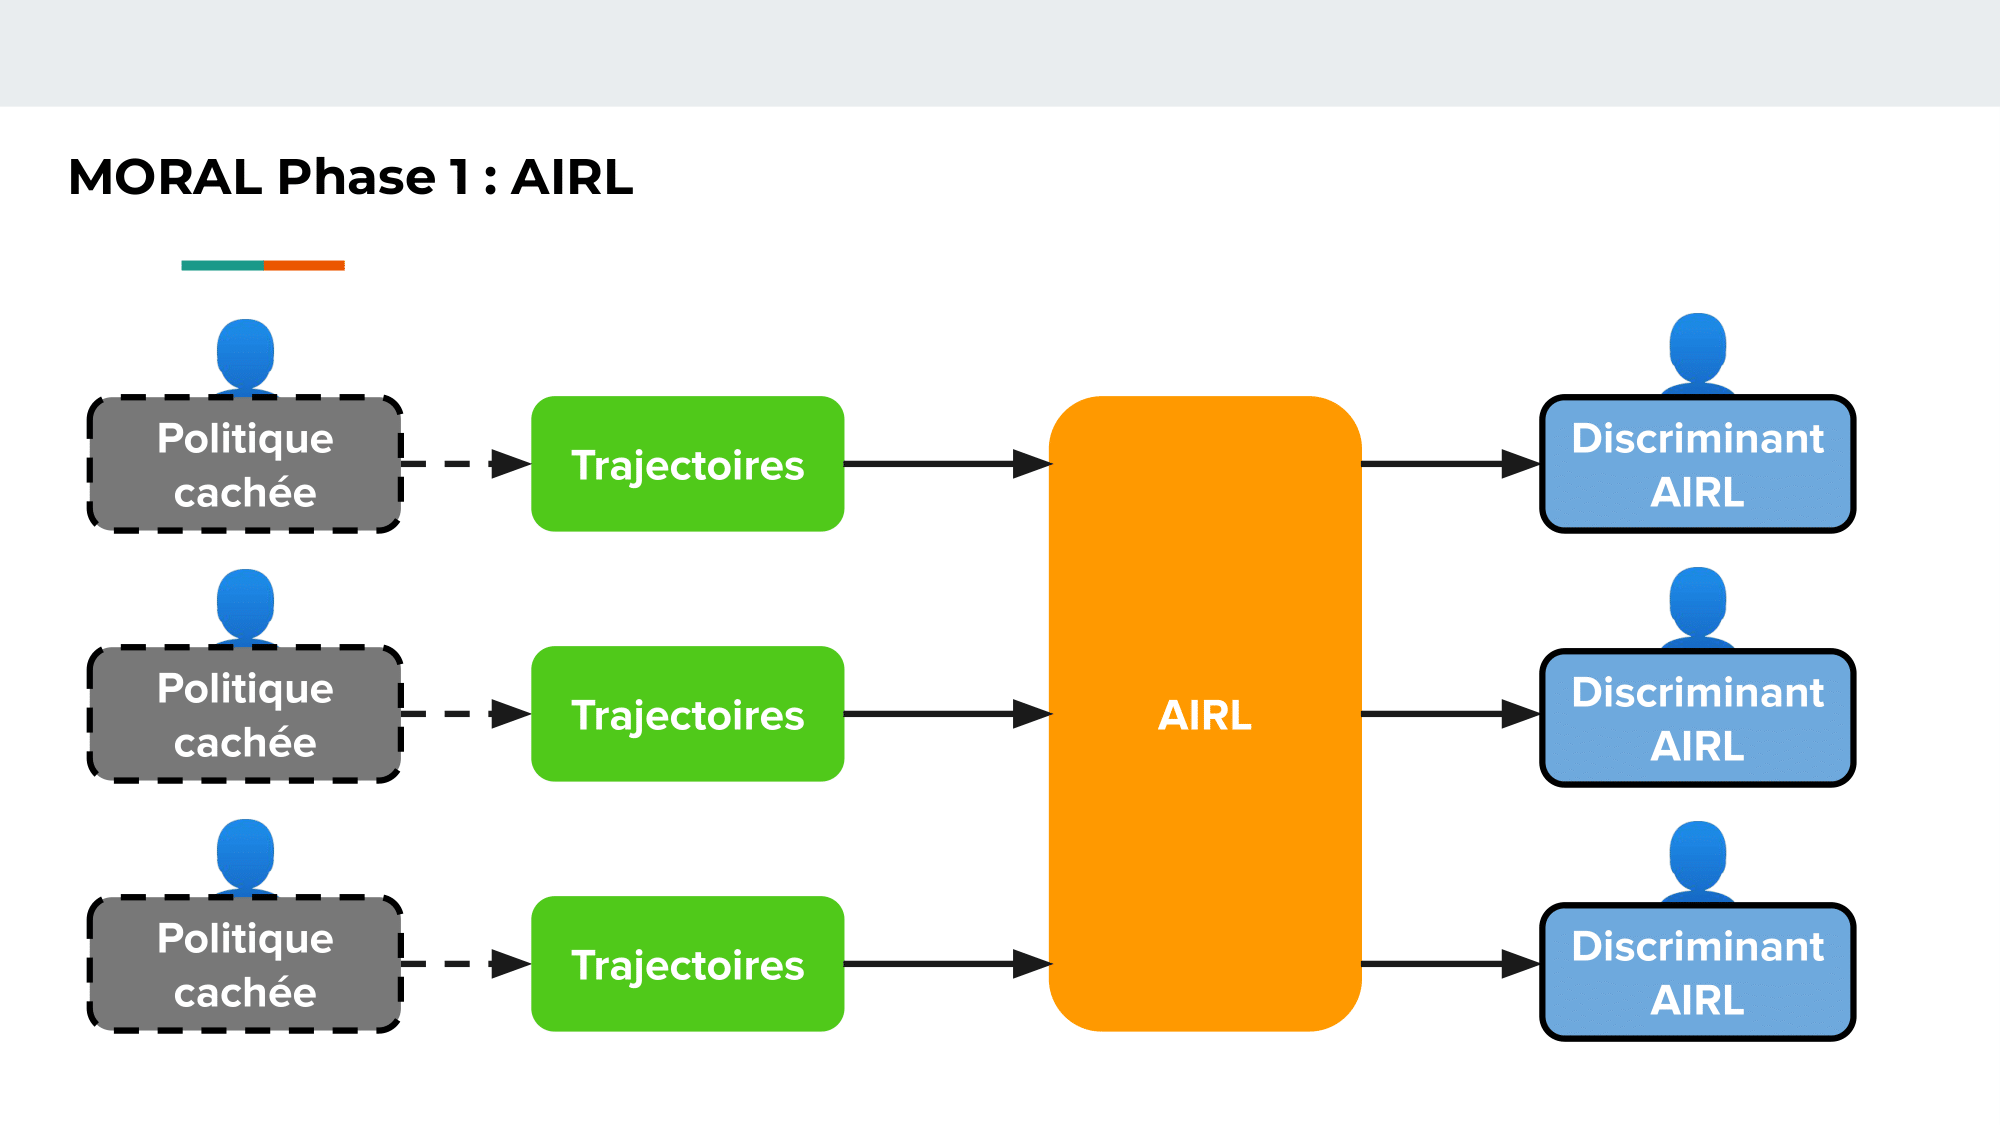 MORAL Phase 1 : AIRL
Politique
cachée
Trajectoires
Discriminant
AIRL
Politique
cachée
Trajectoires
AIRL
Discriminant
AIRL
Politique
cachée
Trajectoires
Discriminant
AIRL